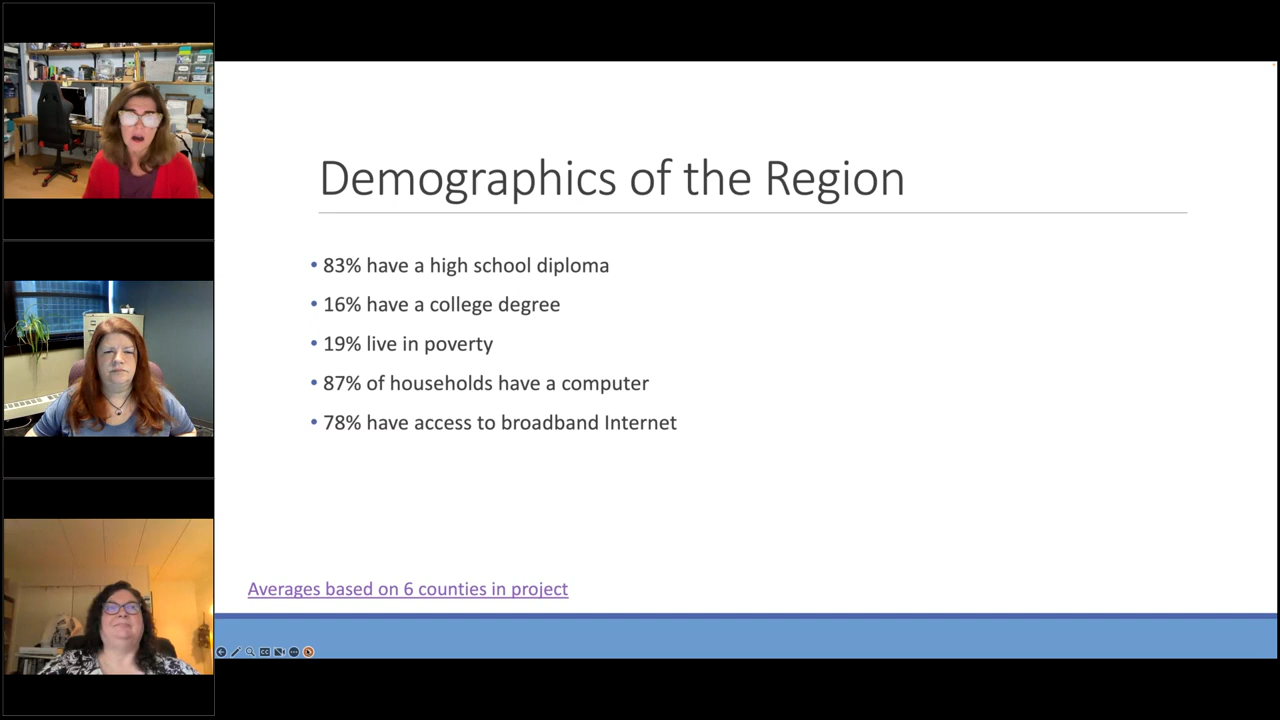 Demographics of the Region
• 83% have a high school diploma
• 16% have a college degree
• 19% live in poverty
• 87% of households have a computer
• 78% have access to broadband Internet
Averages based on 6 counties in project